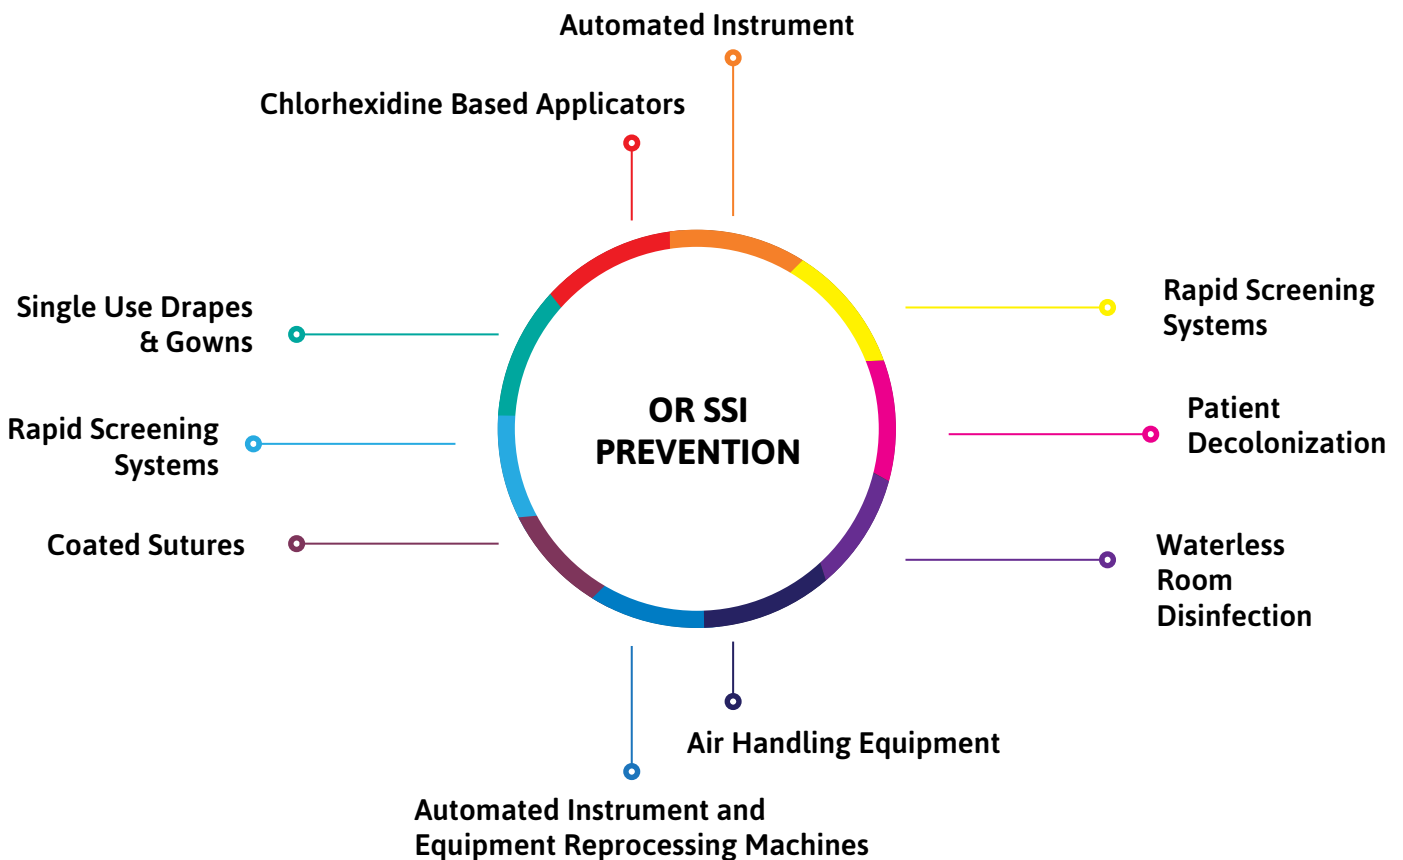 Automated Instrument
Chlorhexidine Based Applicators
Single Use Drapes
& Gowns
Rapid Screening
Systems
Rapid Screening
Systems
Patient
Decolonization
OR SSI
PREVENTION
Coated Sutures
Waterless
Room
Disinfection
Air Handling Equipment
Automated Instrument and
Equipment Reprocessing Machines